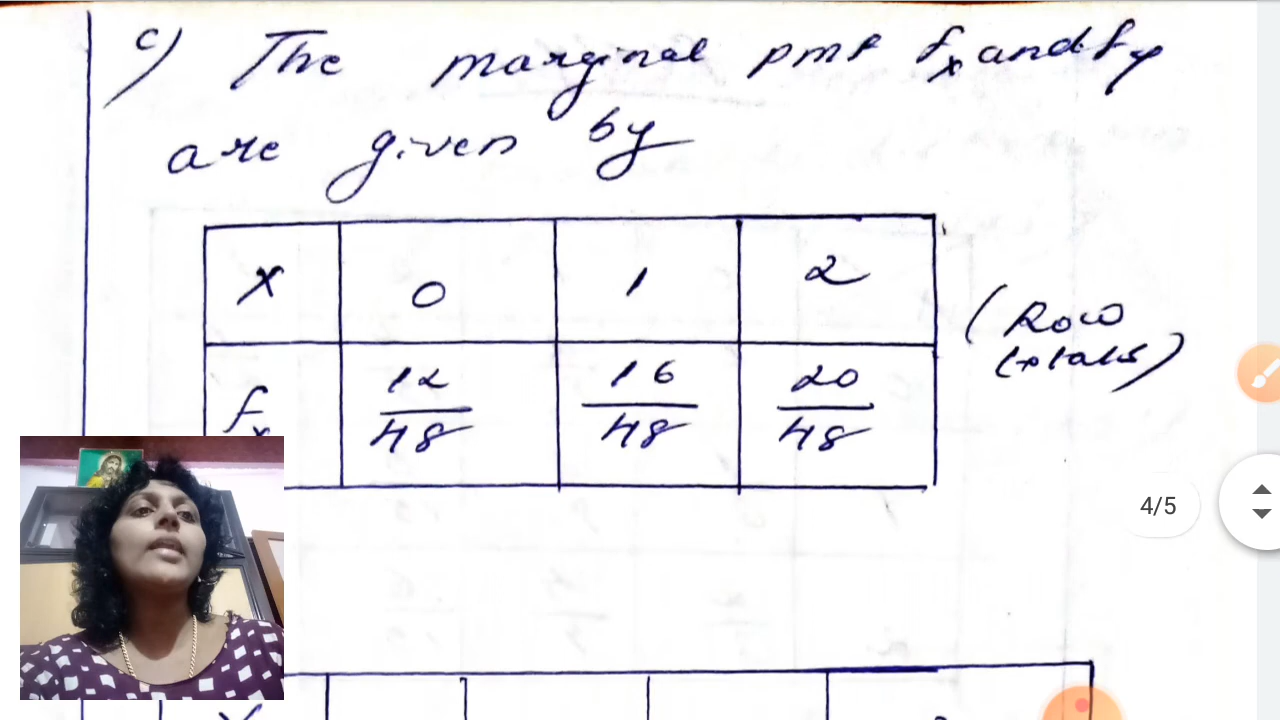 c) The marginal pmf fx and fy
are given by
X 0 1 2
(Row
totals)
fx 12/48 16/48 20/48
4/5